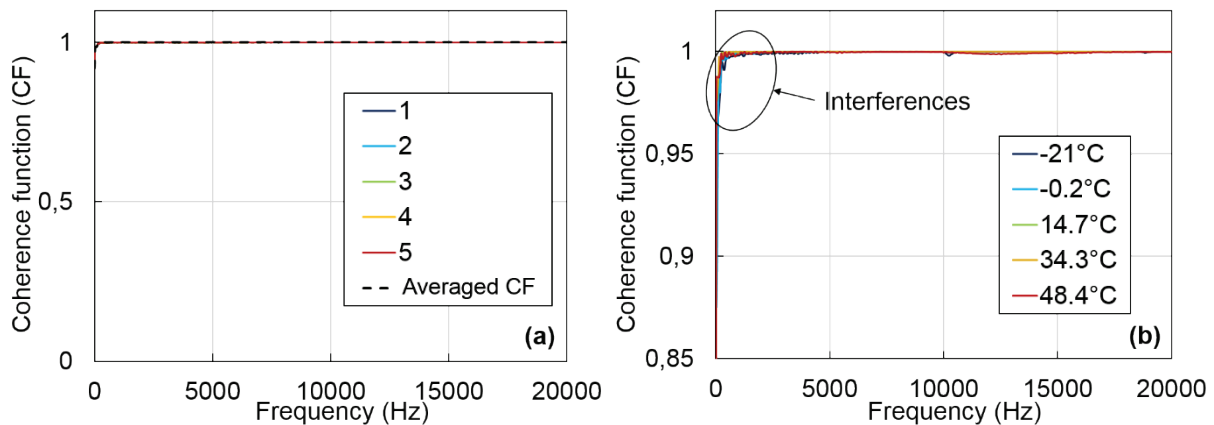 Coherence function (CF)
1
0,5
0
1
2
3
4
5
Averaged CF
(a)
0 5000 10000 15000 20000
Frequency (Hz)
Coherence function (CF)
1
0,95
0,9
0,85
Interferences
-21°C
-0.2°C
14.7°C
34.3°C
48.4°C
(b)
0 5000 10000 15000 20000
Frequency (Hz)